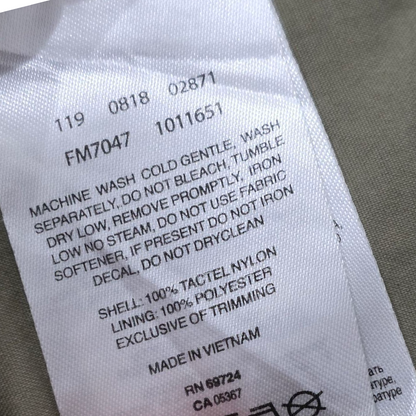 119 0818 02871
FM7047 1011651
MACHINE WASH COLD GENTLE, WASH
SEPARATELY, DO NOT BLEACH, TUMBLE
DRY LOW, REMOVE PROMPTLY, IRON
LOW NO STEAM, DO NOT USE FABRIC
SOFTENER, IF PRESENT DO NOT IRON
DECAL, DO NOT DRYCLEAN
SHELL: 100% TACTEL NYLON
LINING: 100% POLYESTER
EXCLUSIVE OF TRIMMING
MADE IN VIETNAM
RN 69724
CA 05367